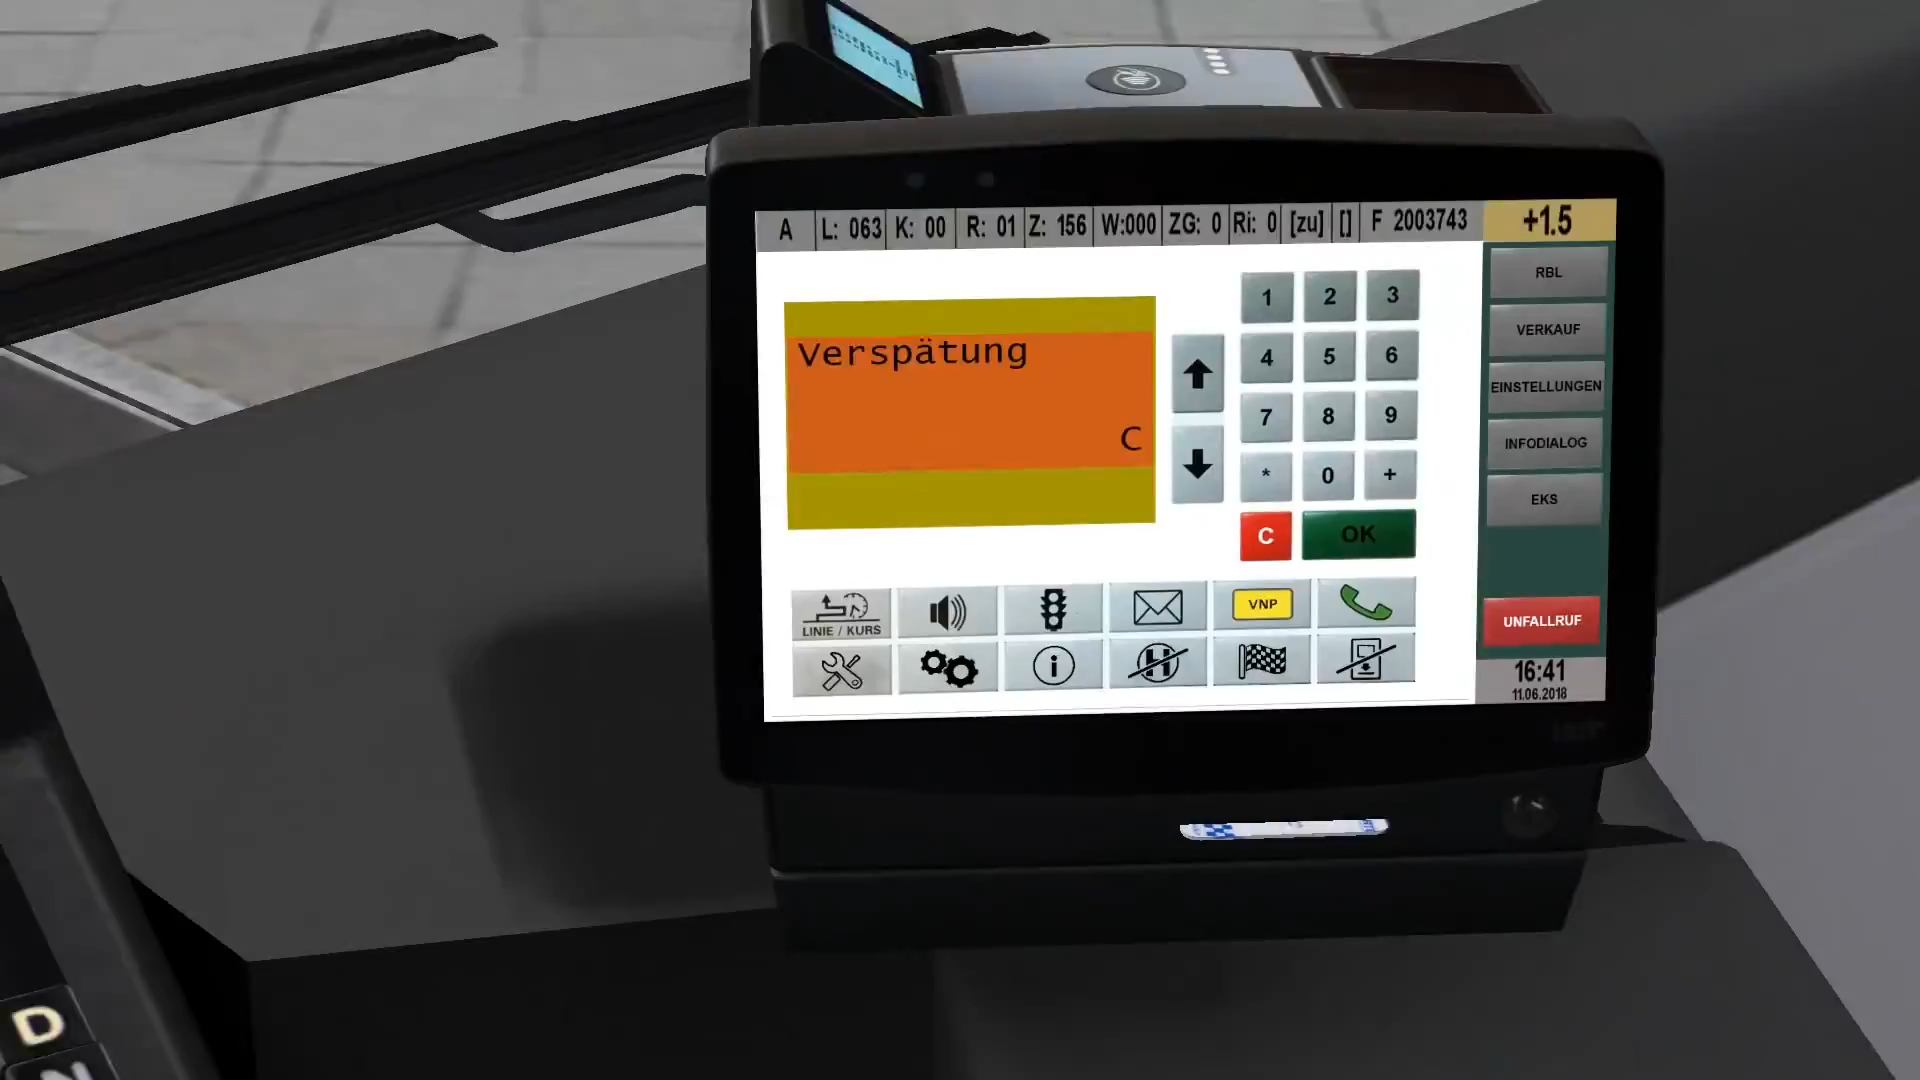 A L: 063 K: 00 R: 01 Z: 156 W:000 ZG: 0 Ri: 0 [zu] [] F 2003743 +1.5
RBL
VERKAUF
EINSTELLUNGEN
INFODIALOG
EKS
UNFALLRUF
16:41
11.06.2018
Verspätung
C
1 2 3
4 5 6
7 8 9
* 0 +
C OK
LINIE / KURS
VNP
H
D
N